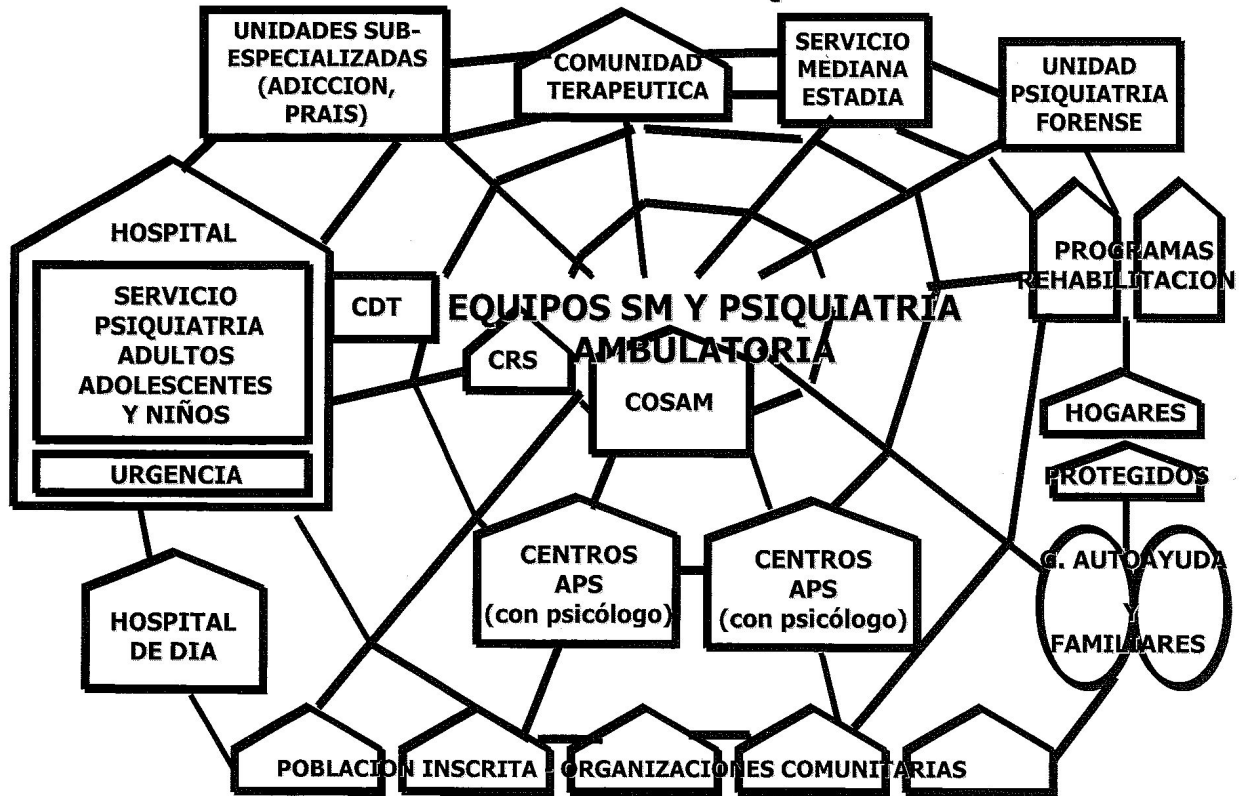 UNIDADES SUB-
ESPECIALIZADAS
(ADICCION,
PRAIS)
COMUNIDAD
TERAPEUTICA
SERVICIO
MEDIANA
ESTADIA
UNIDAD
PSIQUIATRIA
FORENSE
HOSPITAL
SERVICIO
PSIQUIATRIA
ADULTOS
ADOLESCENTES
Y NIÑOS
URGENCIA
CDT
EQUIPOS SM Y PSIQUIATRIA
AMBULATORIA
CRS
COSAM
PROGRAMAS
REHABILITACION
HOGARES
PROTEGIDOS
CENTROS
APS
(con psicólogo)
CENTROS
APS
(con psicólogo)
G. AUTOAYUDA
Y
FAMILIARES
HOSPITAL
DE DIA
POBLACION INSCRITA - ORGANIZACIONES COMUNITARIAS